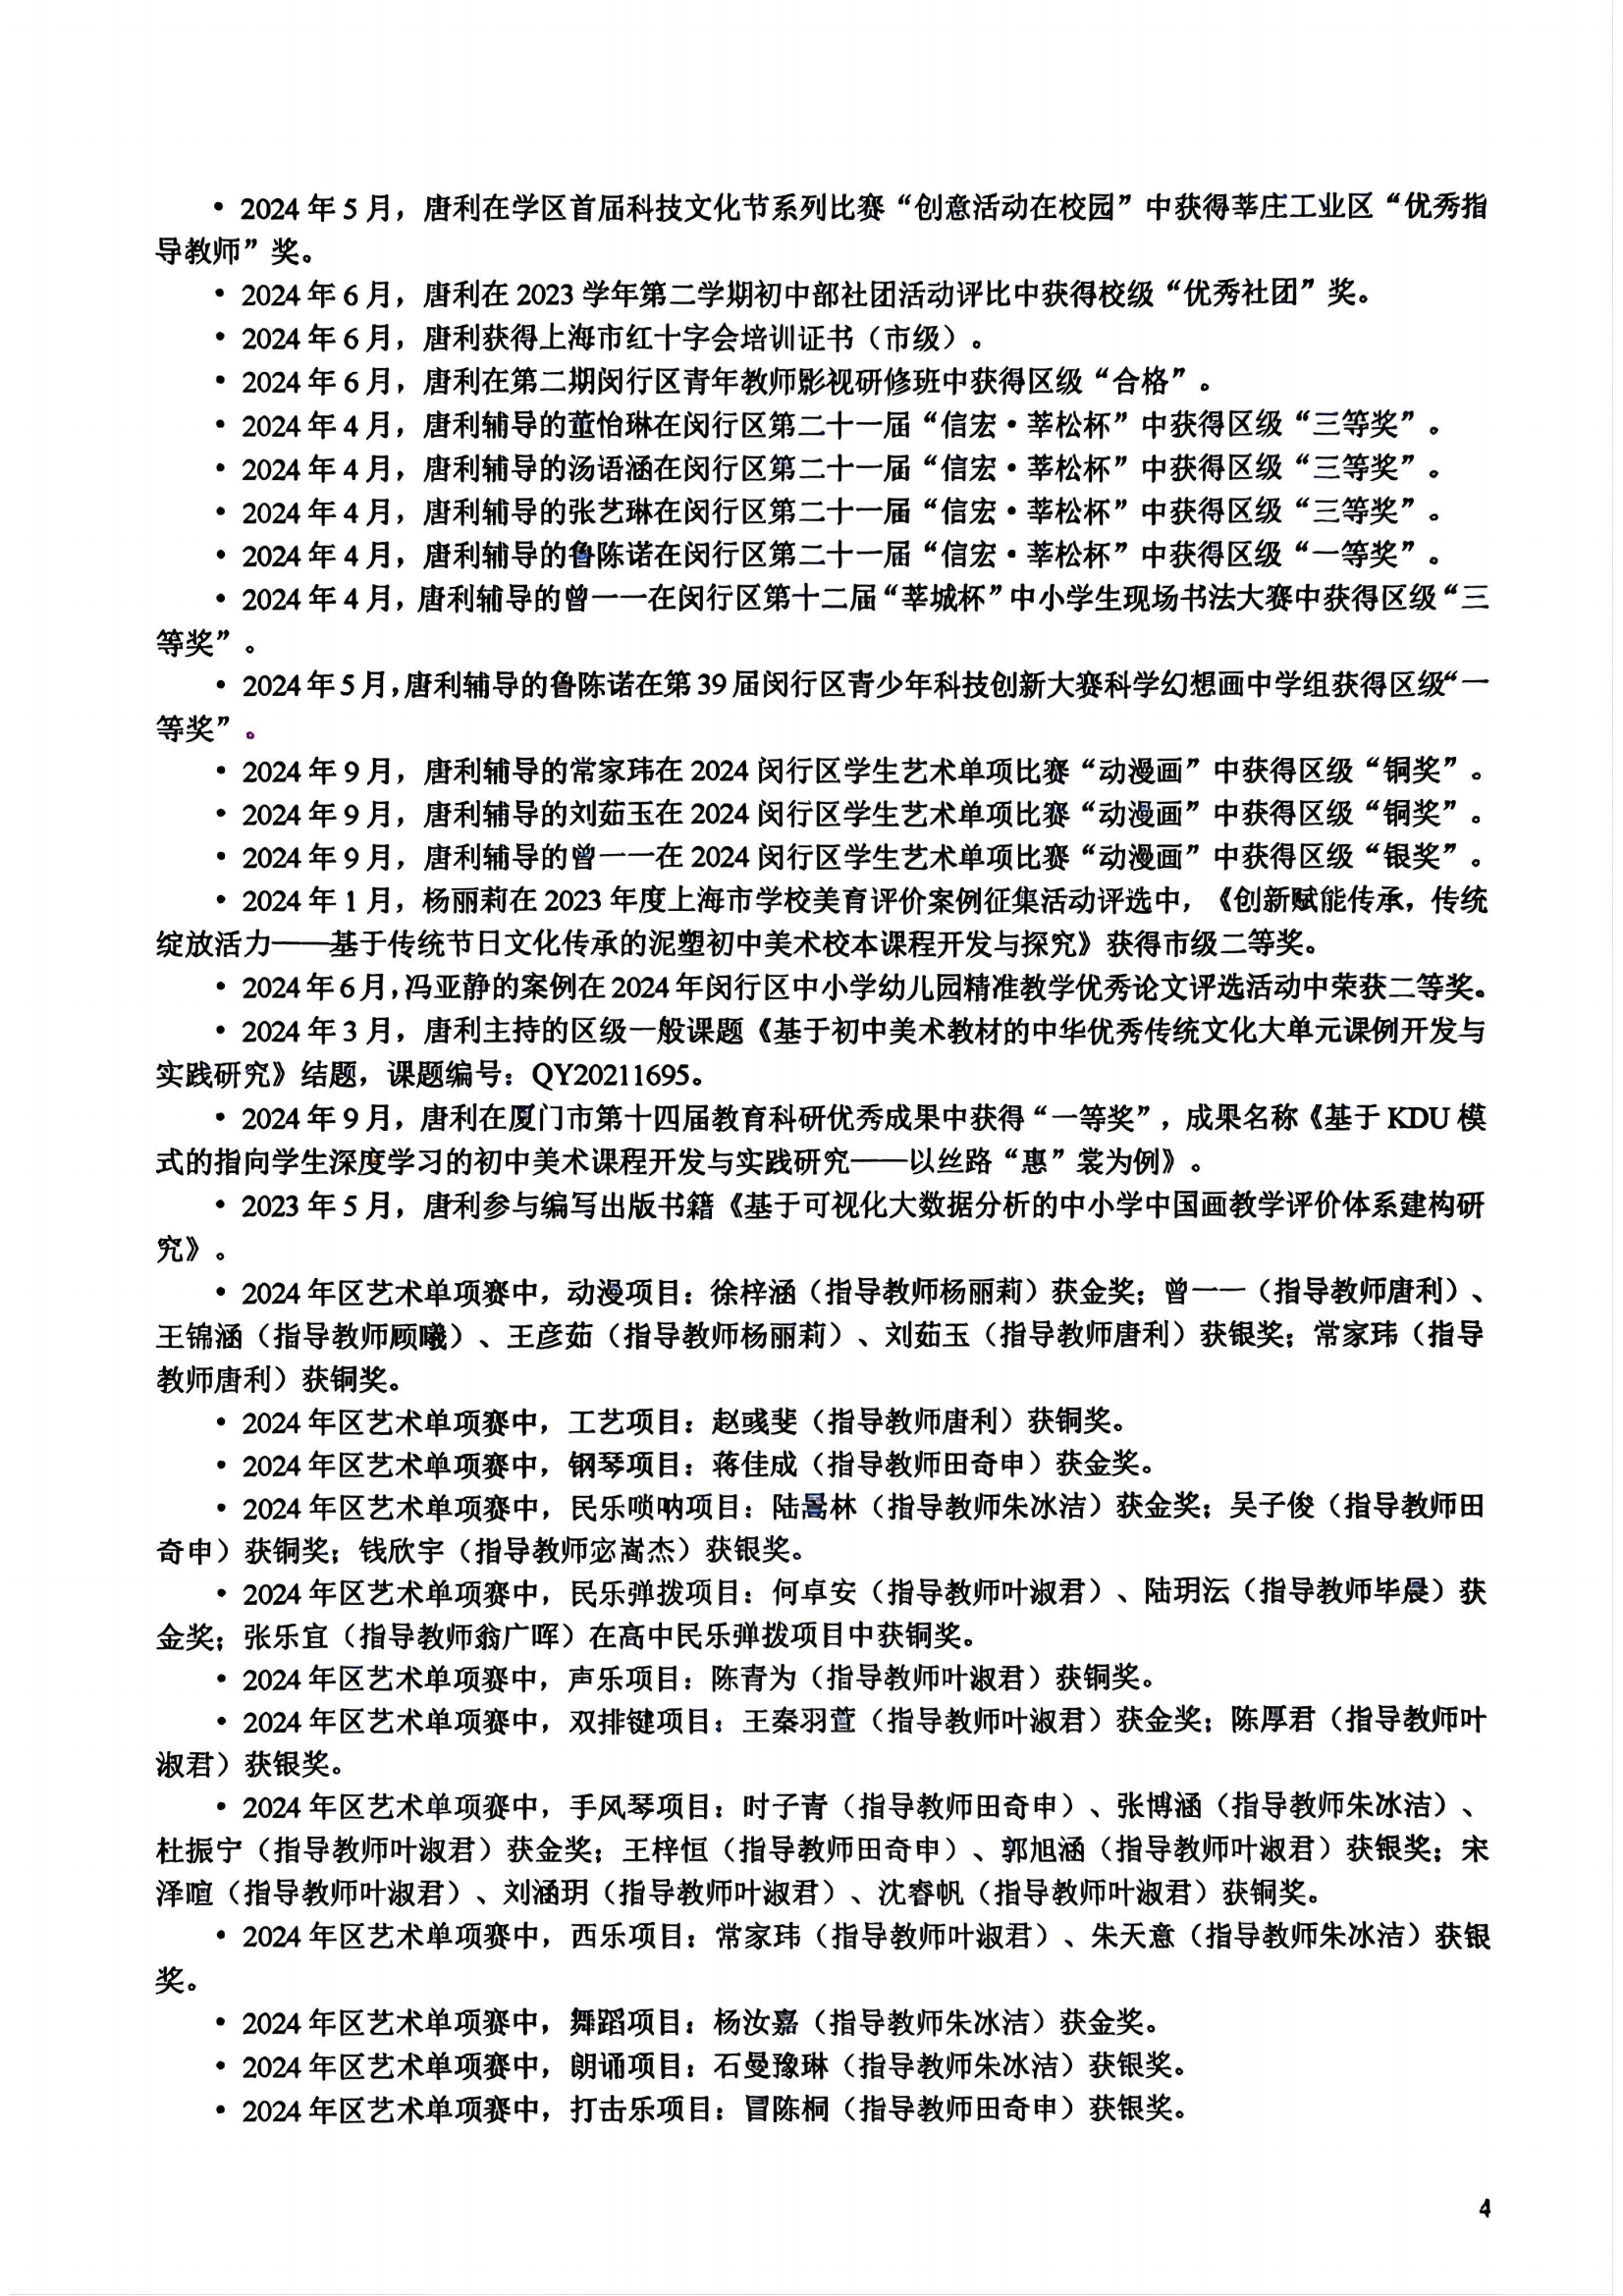 • 2024 年 5 月，唐利在学区首届科技文化节系列比赛“创意活动在校园”中获得莘庄工业区“优秀指
导教师”奖。
• 2024 年 6 月，唐利在 2023 学年第二学期初中部社团活动评比中获得校级“优秀社团”奖。
• 2024 年 6 月，唐利获得上海市红十字会培训证书（市级）。
• 2024 年 6 月，唐利在第二期闵行区青年教师影视研修班中获得区级“合格”。
• 2024 年 4 月，唐利辅导的董怡琳在闵行区第二十一届“信宏·莘松杯”中获得区级“三等奖”。
• 2024 年 4 月，唐利辅导的汤语涵在闵行区第二十一届“信宏·莘松杯”中获得区级“三等奖”。
• 2024 年 4 月，唐利辅导的张艺琳在闵行区第二十一届“信宏·莘松杯”中获得区级“三等奖”。
• 2024 年 4 月，唐利辅导的鲁陈诺在闵行区第二十一届“信宏·莘松杯”中获得区级“一等奖”。
• 2024 年 4 月，唐利辅导的曾一一在闵行区第十二届“莘城杯”中小学生现场书法大赛中获得区级“三
等奖”。
• 2024 年 5 月，唐利辅导的鲁陈诺在第 39 届闵行区青少年科技创新大赛科学幻想画中学组获得区级“一
等奖”。
• 2024 年 9 月，唐利辅导的常家玮在 2024 闵行区学生艺术单项比赛“动漫画”中获得区级“铜奖”。
• 2024 年 9 月，唐利辅导的刘茹玉在 2024 闵行区学生艺术单项比赛“动漫画”中获得区级“铜奖”。
• 2024 年 9 月，唐利辅导的曾一一在 2024 闵行区学生艺术单项比赛“动漫画”中获得区级“银奖”。
• 2024 年 1 月，杨丽莉在 2023 年度上海市学校美育评价案例征集活动评选中，《创新赋能传承，传统
绽放活力——基于传统节日文化传承的泥塑初中美术校本课程开发与探究》获得市级二等奖。
• 2024 年 6 月，冯亚静的案例在 2024 年闵行区中小学幼儿园精准教学优秀论文评选活动中荣获二等奖。
• 2024 年 3 月，唐利主持的区级一般课题《基于初中美术教材的中华优秀传统文化大单元课例开发与
实践研究》结题，课题编号：QY20211695。
• 2024 年 9 月，唐利在厦门市第十四届教育科研优秀成果中获得“一等奖”，成果名称《基于 KDU 模
式的指向学生深度学习的初中美术课程开发与实践研究——以丝路“惠”裳为例》。
• 2023 年 5 月，唐利参与编写出版书籍《基于可视化大数据分析的中小学中国画教学评价体系建构研
究》。
• 2024 年区艺术单项赛中，动漫项目：徐梓涵（指导教师杨丽莉）获金奖；曾一一（指导教师唐利）、
王锦涵（指导教师顾曦）、王彦茹（指导教师杨丽莉）、刘茹玉（指导教师唐利）获银奖；常家玮（指导
教师唐利）获铜奖。
• 2024 年区艺术单项赛中，工艺项目：赵彧斐（指导教师唐利）获铜奖。
• 2024 年区艺术单项赛中，钢琴项目：蒋佳成（指导教师田奇申）获金奖。
• 2024 年区艺术单项赛中，民乐唢呐项目：陆林（指导教师朱冰洁）获金奖；吴子俊（指导教师田
奇申）获铜奖；钱欣宇（指导教师宓嵩杰）获银奖。
• 2024 年区艺术单项赛中，民乐弹拨项目：何卓安（指导教师叶淑君）、陆玥沄（指导教师毕晨）获
金奖；张乐宜（指导教师翁广晖）在高中民乐弹拨项目中获铜奖。
• 2024 年区艺术单项赛中，声乐项目：陈青为（指导教师叶淑君）获铜奖。
• 2024 年区艺术单项赛中，双排键项目：王秦羽萱（指导教师叶淑君）获金奖；陈厚君（指导教师叶
淑君）获银奖。
• 2024 年区艺术单项赛中，手风琴项目：时子青（指导教师田奇申）、张博涵（指导教师朱冰洁）、
杜振宁（指导教师叶淑君）获金奖；王梓恒（指导教师田奇申）、郭旭涵（指导教师叶淑君）获银奖；宋
泽暄（指导教师叶淑君）、刘涵玥（指导教师叶淑君）、沈睿帆（指导教师叶淑君）获铜奖。
• 2024 年区艺术单项赛中，西乐项目：常家玮（指导教师叶淑君）、朱天意（指导教师朱冰洁）获银
奖。
• 2024 年区艺术单项赛中，舞蹈项目：杨汝嘉（指导教师朱冰洁）获金奖。
• 2024 年区艺术单项赛中，朗诵项目：石曼豫琳（指导教师朱冰洁）获银奖。
• 2024 年区艺术单项赛中，打击乐项目：冒陈桐（指导教师田奇申）获银奖。
4